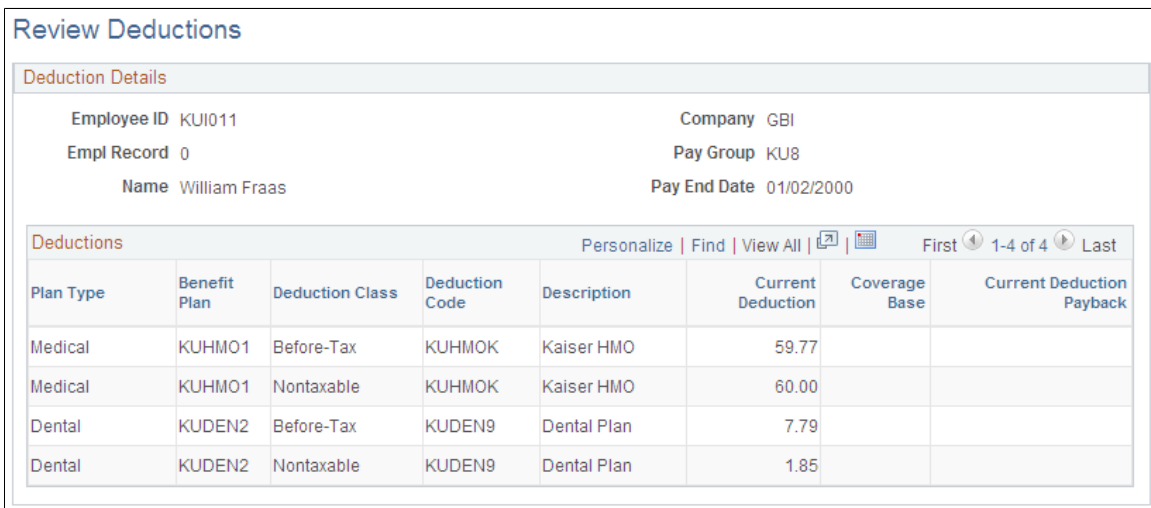 Review Deductions
Deduction Details
Employee ID KUI011 Company GBI
Empl Record 0 Pay Group KU8
Name William Fraas Pay End Date 01/02/2000
Deductions Personalize | Find | View All | | First 1-4 of 4 Last
Plan Type Benefit Plan Deduction Class Deduction Code Description Current Deduction Coverage Base Current Deduction Payback
Medical KUHMO1 Before-Tax KUHMOK Kaiser HMO 59.77
Medical KUHMO1 Nontaxable KUHMOK Kaiser HMO 60.00
Dental KUDEN2 Before-Tax KUDEN9 Dental Plan 7.79
Dental KUDEN2 Nontaxable KUDEN9 Dental Plan 1.85